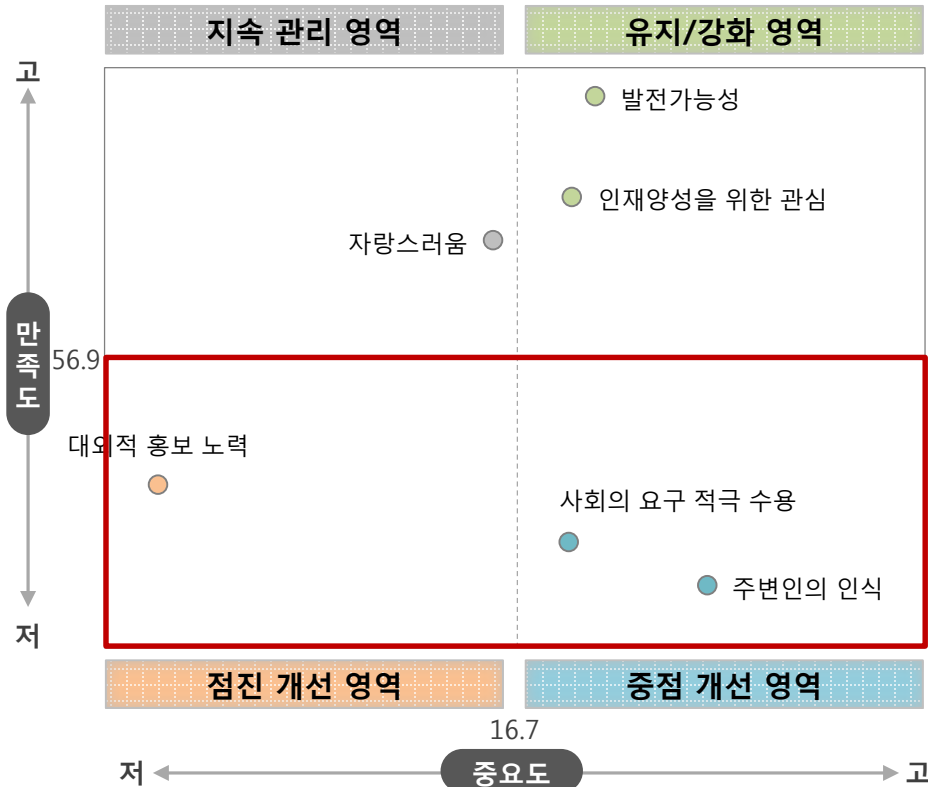 지속 관리 영역
유지/강화 영역
고
발전가능성
인재양성을 위한 관심
자랑스러움
만족도
56.9
대외적 홍보 노력
사회의 요구 적극 수용
주변인의 인식
저
점진 개선 영역
중점 개선 영역
16.7
저
중요도
고